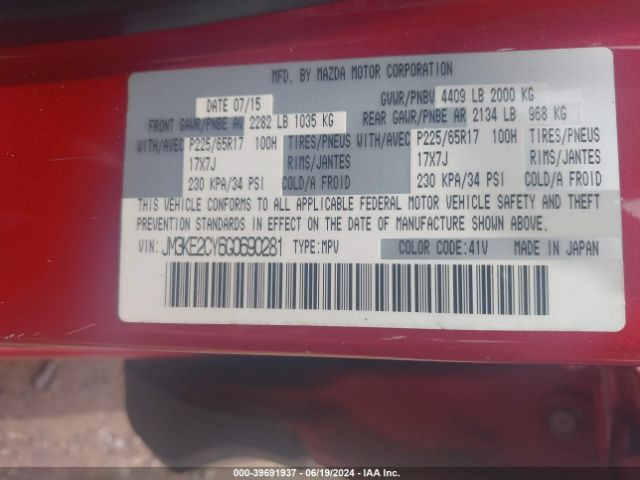 MFD. BY MAZDA MOTOR CORPORATION
DATE 07/15 GVWR/PNBV 4409 LB 2000 KG
FRONT GAWR/PNBE AV 2282 LB 1035 KG REAR GAWR/PNBE AR 2134 LB 968 KG
WITH/AVEC P225/65R17 100H TIRES/PNEUS WITH/AVEC P225/65R17 100H TIRES/PNEUS
17X7J RIMS/JANTES 17X7J RIMS/JANTES
230 KPA/34 PSI COLD/A FROID 230 KPA/34 PSI COLD/A FROID
THIS VEHICLE CONFORMS TO ALL APPLICABLE FEDERAL MOTOR VEHICLE SAFETY AND THEFT
PREVENTION STANDARDS IN EFFECT ON THE DATE OF MANUFACTURE SHOWN ABOVE.
VIN: JM3KE2CY6G0690281 TYPE:MPV COLOR CODE:41V MADE IN JAPAN
000-39691937 - 06/19/2024 - IAA Inc.